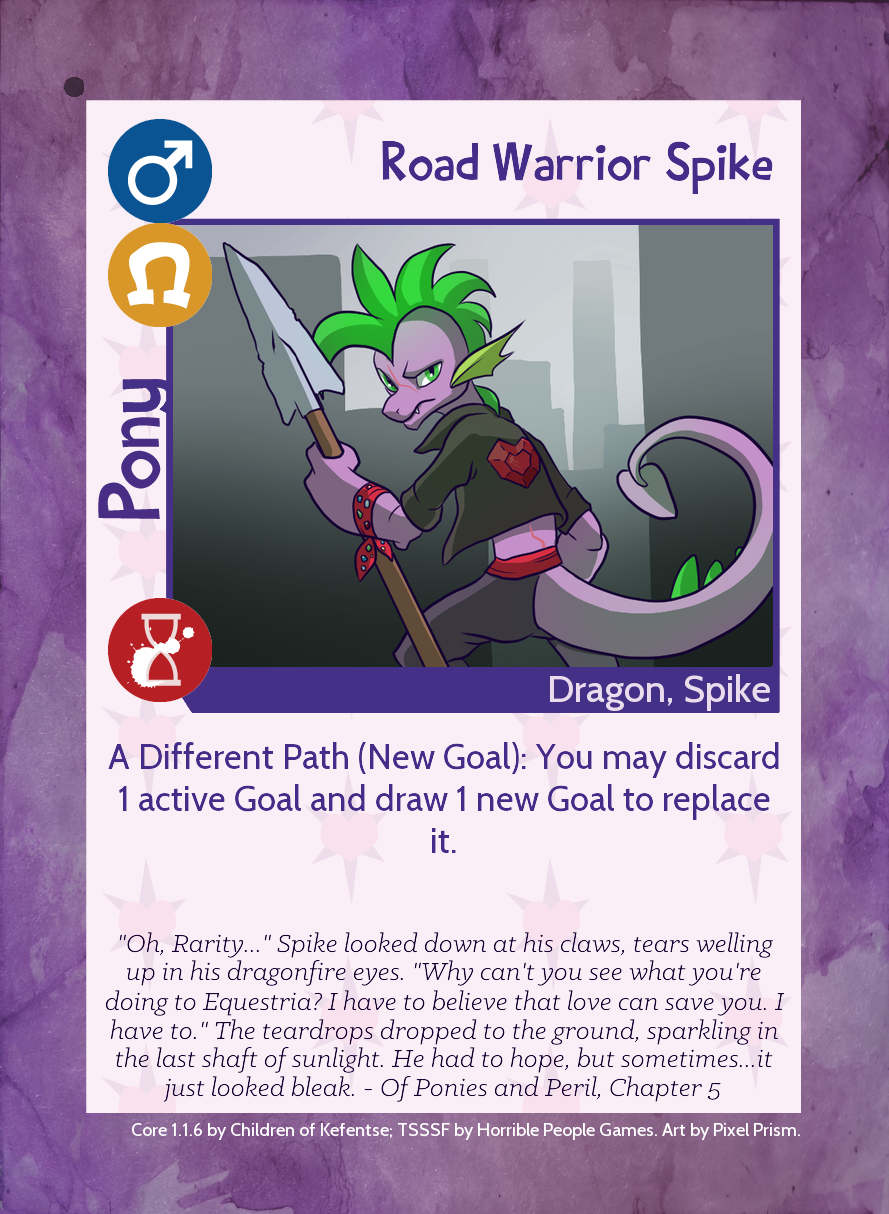 Road Warrior Spike
Pony
Dragon, Spike
A Different Path (New Goal): You may discard
1 active Goal and draw 1 new Goal to replace
it.
"Oh, Rarity..." Spike looked down at his claws, tears welling
up in his dragonfire eyes. "Why can't you see what you're
doing to Equestria? I have to believe that love can save you. I
have to." The teardrops dropped to the ground, sparkling in
the last shaft of sunlight. He had to hope, but sometimes...it
just looked bleak. - Of Ponies and Peril, Chapter 5
Core 1.1.6 by Children of Kefentse; TSSSF by Horrible People Games. Art by Pixel Prism.